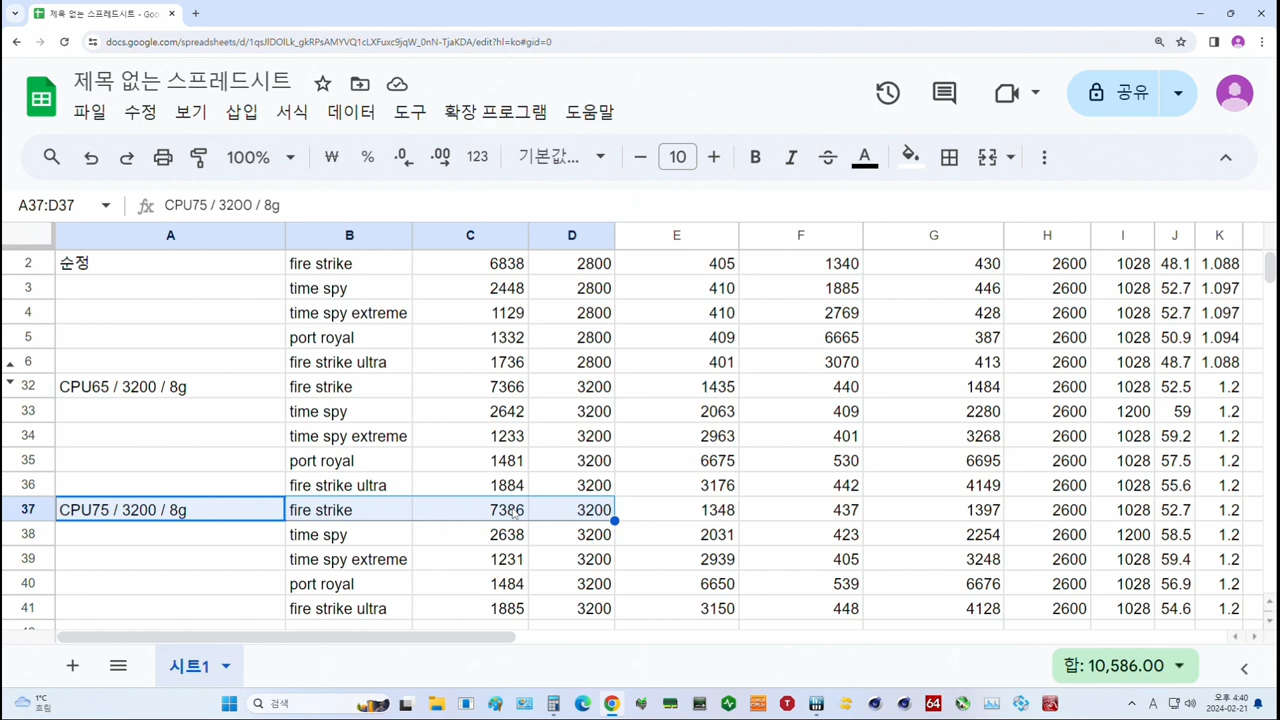 제목 없는 스프레드시트 - Goo
docs.google.com/spreadsheets/d/1qsJlDOlLk_gkRPsAMYVQ1cLXFuxc9jqW_0nN-TjaKDA/edit?hl=ko#gid=0
제목 없는 스프레드시트
파일 수정 보기 삽입 서식 데이터 도구 확장 프로그램 도움말
공유
100% ₩ % .0 .00 123 기본값... 10 B I A
A37:D37 fx CPU75 / 3200 / 8g
A B C D E F G H I J K
2 순정 fire strike 6838 2800 405 1340 430 2600 1028 48.1 1.088
3 time spy 2448 2800 410 1885 446 2600 1028 52.7 1.097
4 time spy extreme 1129 2800 410 2769 428 2600 1028 52.7 1.097
5 port royal 1332 2800 409 6665 387 2600 1028 50.9 1.094
6 fire strike ultra 1736 2800 401 3070 413 2600 1028 48.7 1.088
32 CPU65 / 3200 / 8g fire strike 7366 3200 1435 440 1484 2600 1028 52.5 1.2
33 time spy 2642 3200 2063 409 2280 2600 1200 59 1.2
34 time spy extreme 1233 3200 2963 401 3268 2600 1028 59.2 1.2
35 port royal 1481 3200 6675 530 6695 2600 1028 57.5 1.2
36 fire strike ultra 1884 3200 3176 442 4149 2600 1028 55.6 1.2
37 CPU75 / 3200 / 8g fire strike 7386 3200 1348 437 1397 2600 1028 52.7 1.2
38 time spy 2638 3200 2031 423 2254 2600 1200 58.5 1.2
39 time spy extreme 1231 3200 2939 405 3248 2600 1028 59.4 1.2
40 port royal 1484 3200 6650 539 6676 2600 1028 56.9 1.2
41 fire strike ultra 1885 3200 3150 448 4128 2600 1028 54.6 1.2
시트1 합: 10,586.00
1°C
흐림
검색
64
A
오후 4:40
2024-02-21